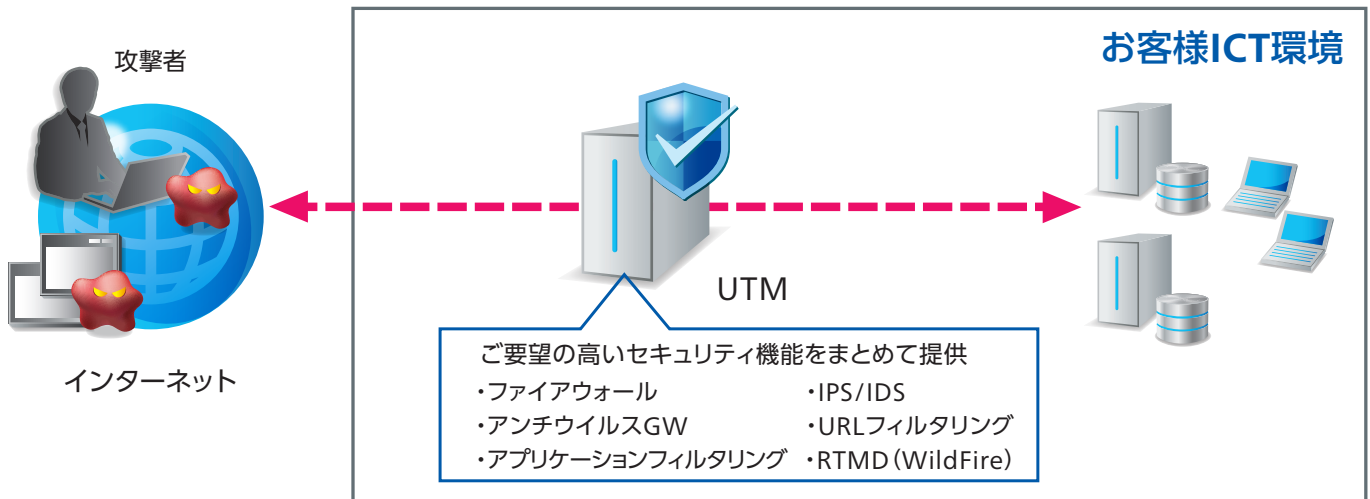 お客様ICT環境
攻撃者
インターネット
UTM
ご要望の高いセキュリティ機能をまとめて提供
・ファイアウォール ・IPS/IDS
・アンチウイルスGW ・URLフィルタリング
・アプリケーションフィルタリング ・RTMD(WildFire)